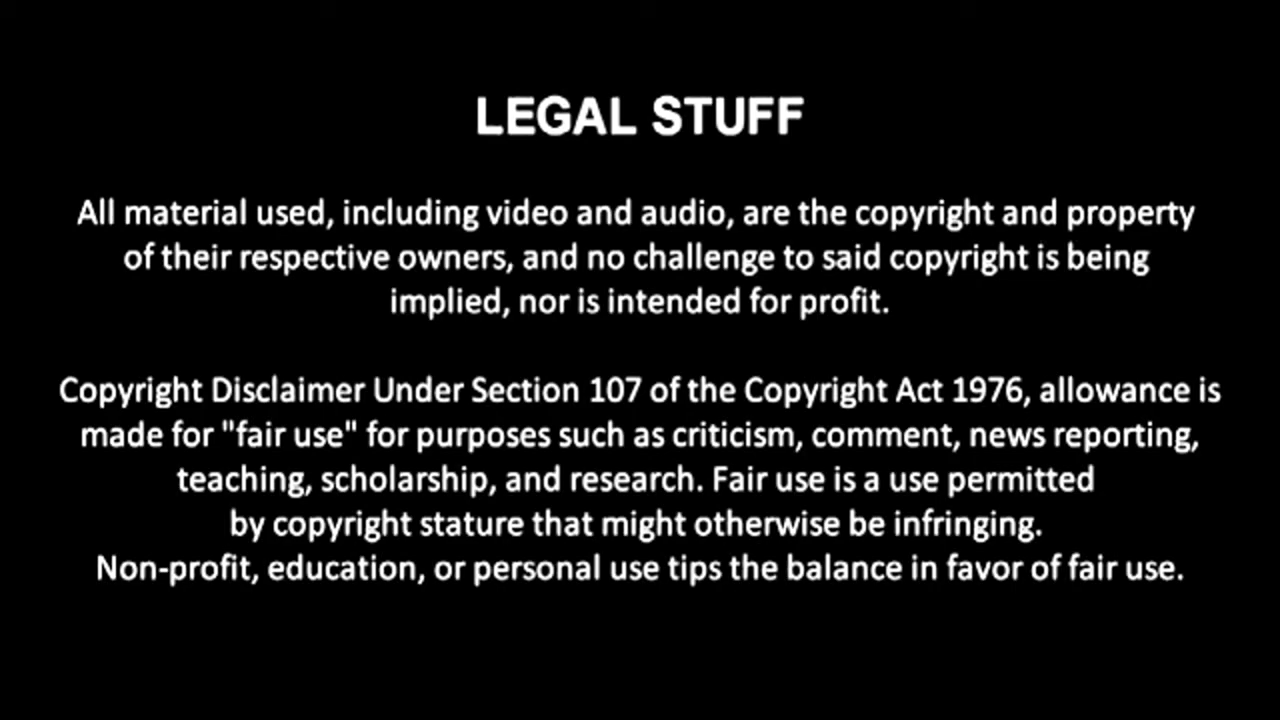 LEGAL STUFF
All material used, including video and audio, are the copyright and property
of their respective owners, and no challenge to said copyright is being
implied, nor is intended for profit.
Copyright Disclaimer Under Section 107 of the Copyright Act 1976, allowance is
made for "fair use" for purposes such as criticism, comment, news reporting,
teaching, scholarship, and research. Fair use is a use permitted
by copyright stature that might otherwise be infringing.
Non-profit, education, or personal use tips the balance in favor of fair use.